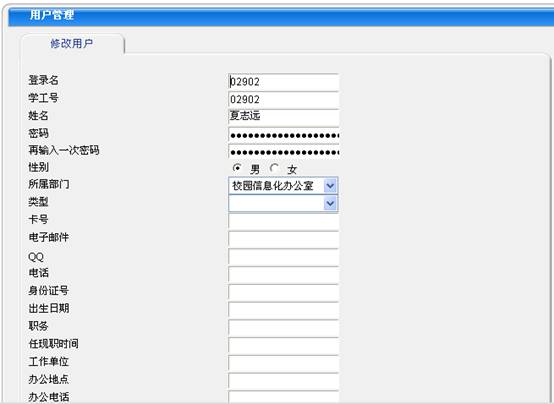 用户管理
修改用户
登录名 02902
学工号 02902
姓名 夏志远
密码 ●●●●●●●●●●●●●●●●●●
再输入一次密码 ●●●●●●●●●●●●●●●●●●
性别 男 女
所属部门 校园信息化办公室
类型
卡号
电子邮件
QQ
电话
身份证号
出生日期
职务
任现职时间
工作单位
办公地点
办公电话